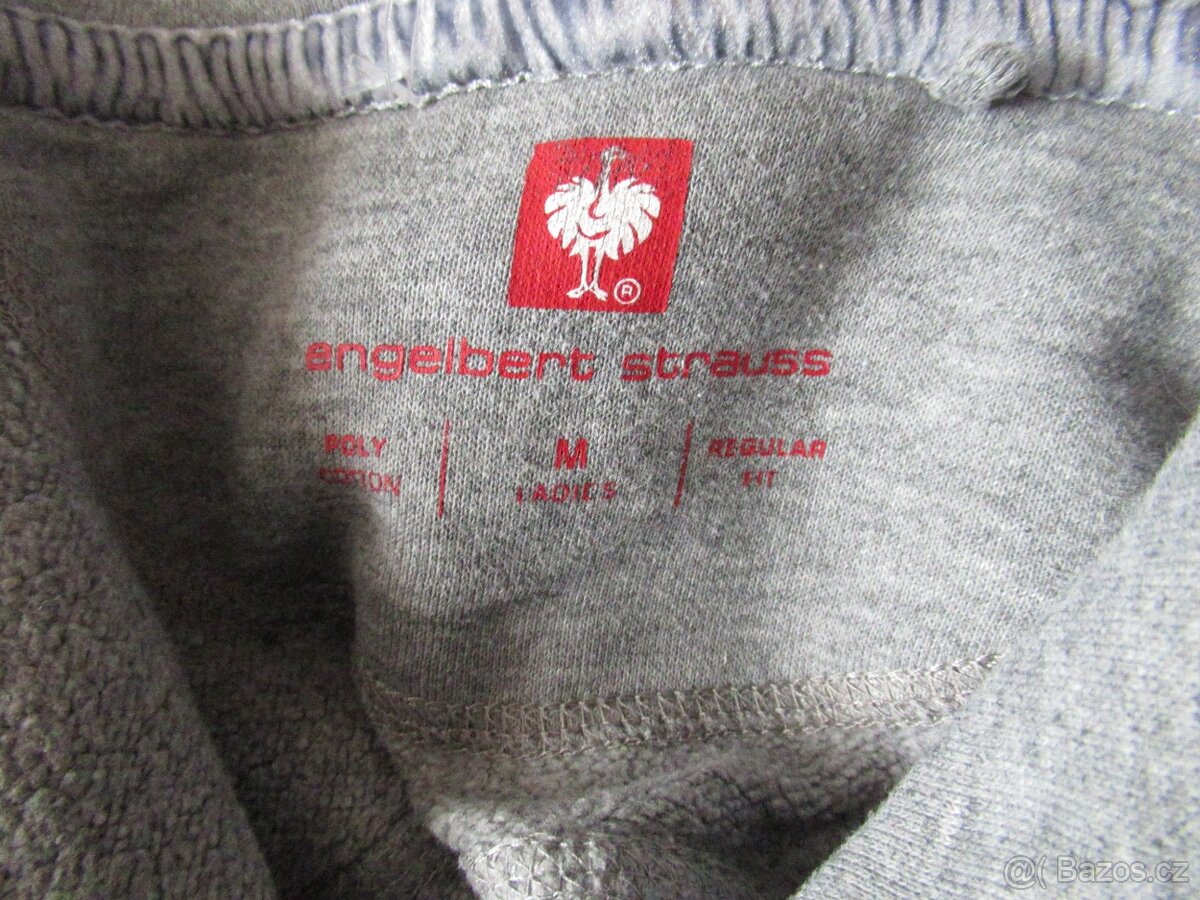 ®
engelbert strauss
POLY
COTTON
M
LADIES
REGULAR
FIT
@( Bazos.cz